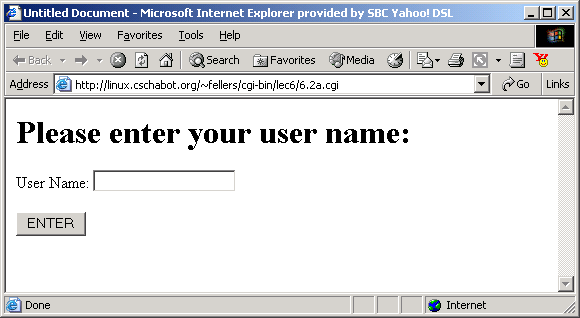 Untitled Document - Microsoft Internet Explorer provided by SBC Yahoo! DSL
File Edit View Favorites Tools Help
Back Search Favorites Media
Address http://linux.cschabot.org/~fellers/cgi-bin/lec6/6.2a.cgi Go Links
Please enter your user name:
User Name:
ENTER
Done Internet